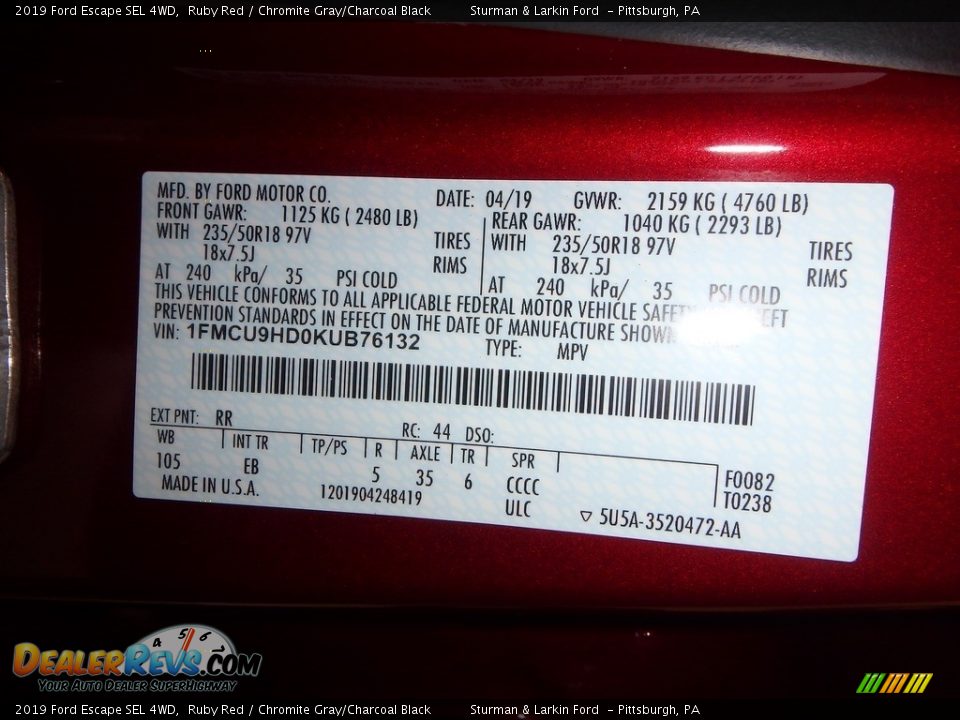 2019 Ford Escape SEL 4WD, Ruby Red / Chromite Gray/Charcoal Black Sturman & Larkin Ford - Pittsburgh, PA
...
MFD. BY FORD MOTOR CO. DATE: 04/19 GVWR: 2159 KG ( 4760 LB)
FRONT GAWR: 1125 KG ( 2480 LB) REAR GAWR: 1040 KG ( 2293 LB)
WITH 235/50R18 97V TIRES WITH 235/50R18 97V TIRES
18x7.5J RIMS 18x7.5J RIMS
AT 240 kPa/ 35 PSI COLD AT 240 kPa/ 35 PSI COLD
THIS VEHICLE CONFORMS TO ALL APPLICABLE FEDERAL MOTOR VEHICLE
PREVENTION STANDARDS IN EFFECT ON THE DATE OF MANUFACTURE SHOWN
VIN: 1FMCU9HD0KUB76132 TYPE: MPV
EXT PNT: RR RC: 44 DSO:
WB INT TR TP/PS R AXLE TR SPR
105 EB 5 35 6 CCCC F0082
MADE IN U.S.A. 1201904248419 ULC T0238
▽ 5U5A-3520472-AA
4 5 6
DEALERREVS.COM
YOUR AUTO DEALER SUPERHIGHWAY
2019 Ford Escape SEL 4WD, Ruby Red / Chromite Gray/Charcoal Black Sturman & Larkin Ford - Pittsburgh, PA